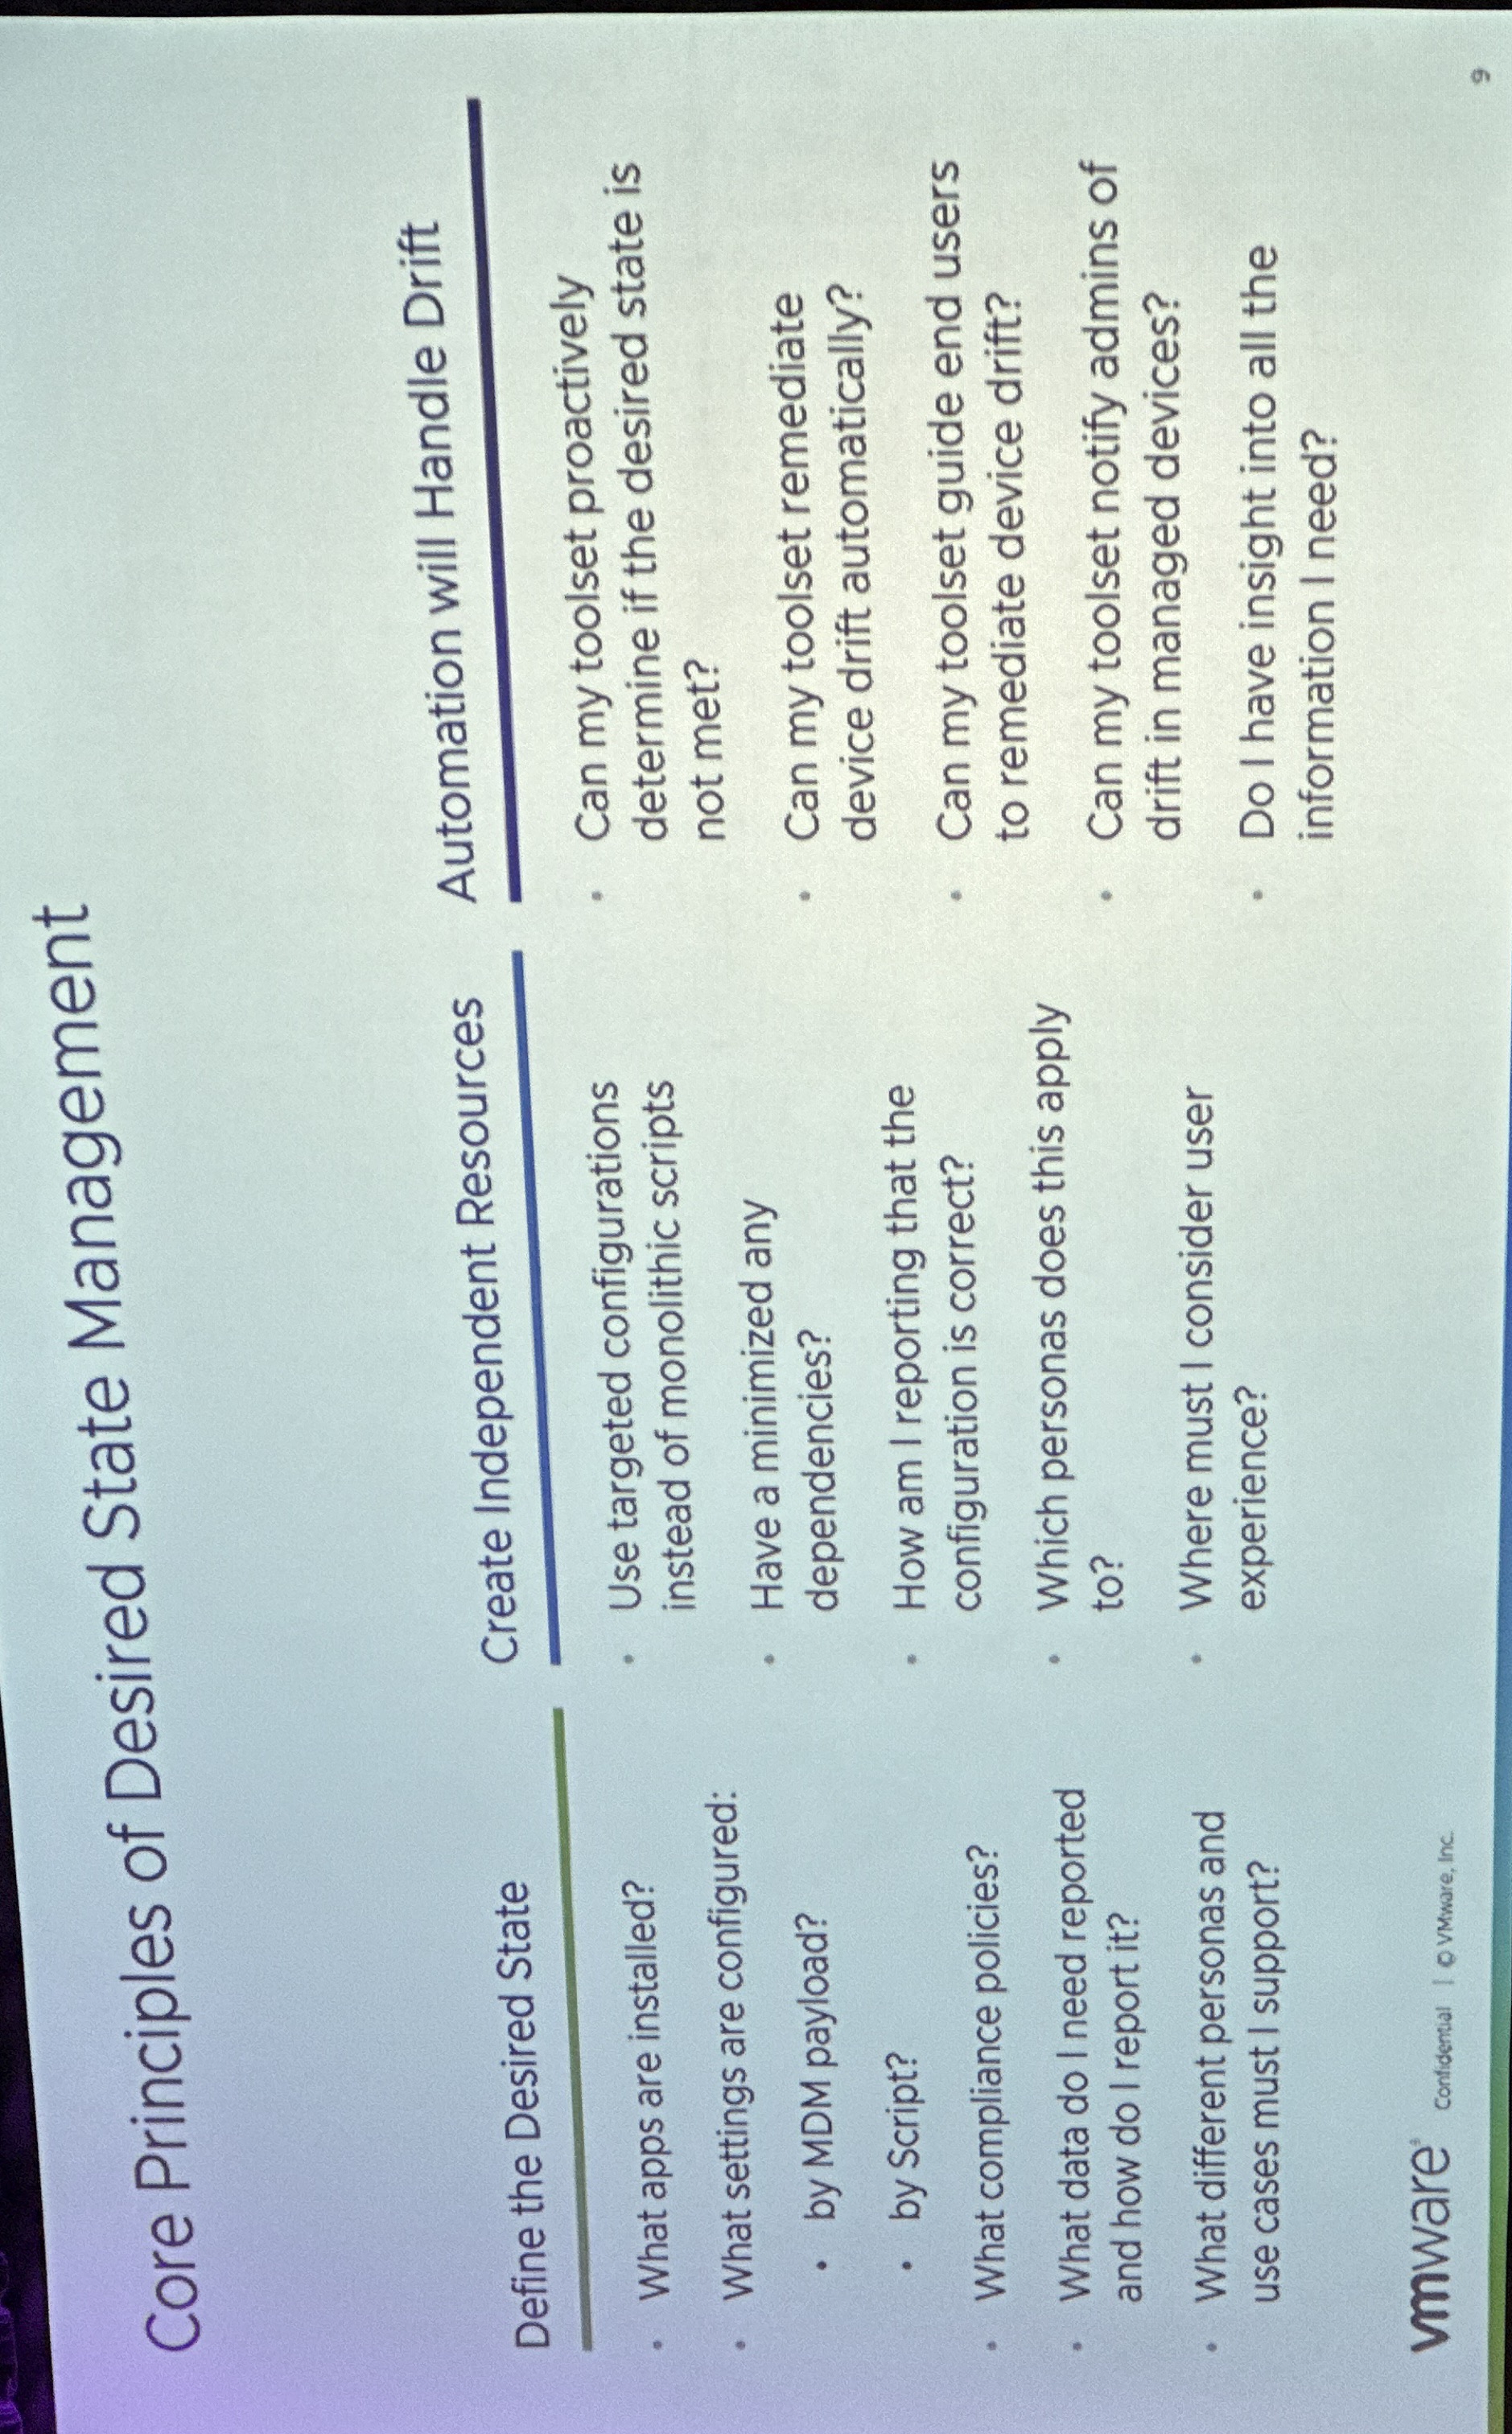 Core Principles of Desired State Management
Define the Desired State
• What apps are installed?
• What settings are configured:
• by MDM payload?
• by Script?
• What compliance policies?
• What data do I need reported
and how do I report it?
• What different personas and
use cases must I support?
Create Independent Resources
• Use targeted configurations
instead of monolithic scripts
• Have a minimized any
dependencies?
• How am I reporting that the
configuration is correct?
• Which personas does this apply
to?
• Where must I consider user
experience?
Automation will Handle Drift
• Can my toolset proactively
determine if the desired state is
not met?
• Can my toolset remediate
device drift automatically?
• Can my toolset guide end users
to remediate device drift?
• Can my toolset notify admins of
drift in managed devices?
• Do I have insight into all the
information I need?
vmware® Confidential | © VMware, Inc.
9